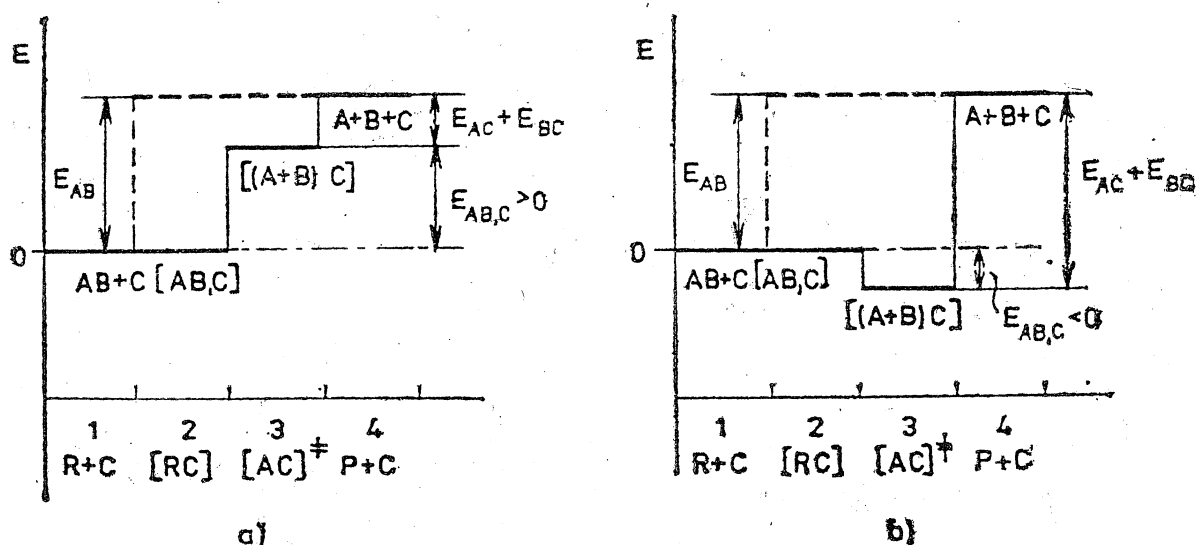 E
A+B+C
E_AC + E_BC
[(A+B) C]
E_AB
E_AB,C >0
0
AB+C [AB,C]
1 2 3 4
R+C [RC] [AC]‡ P+C
a)
E
A+B+C
E_AB
E_AC + E_BC
0
AB+C [AB,C]
[(A+B) C]
E_AB,C <0
1 2 3 4
R+C [RC] [AC]‡ P+C
b)